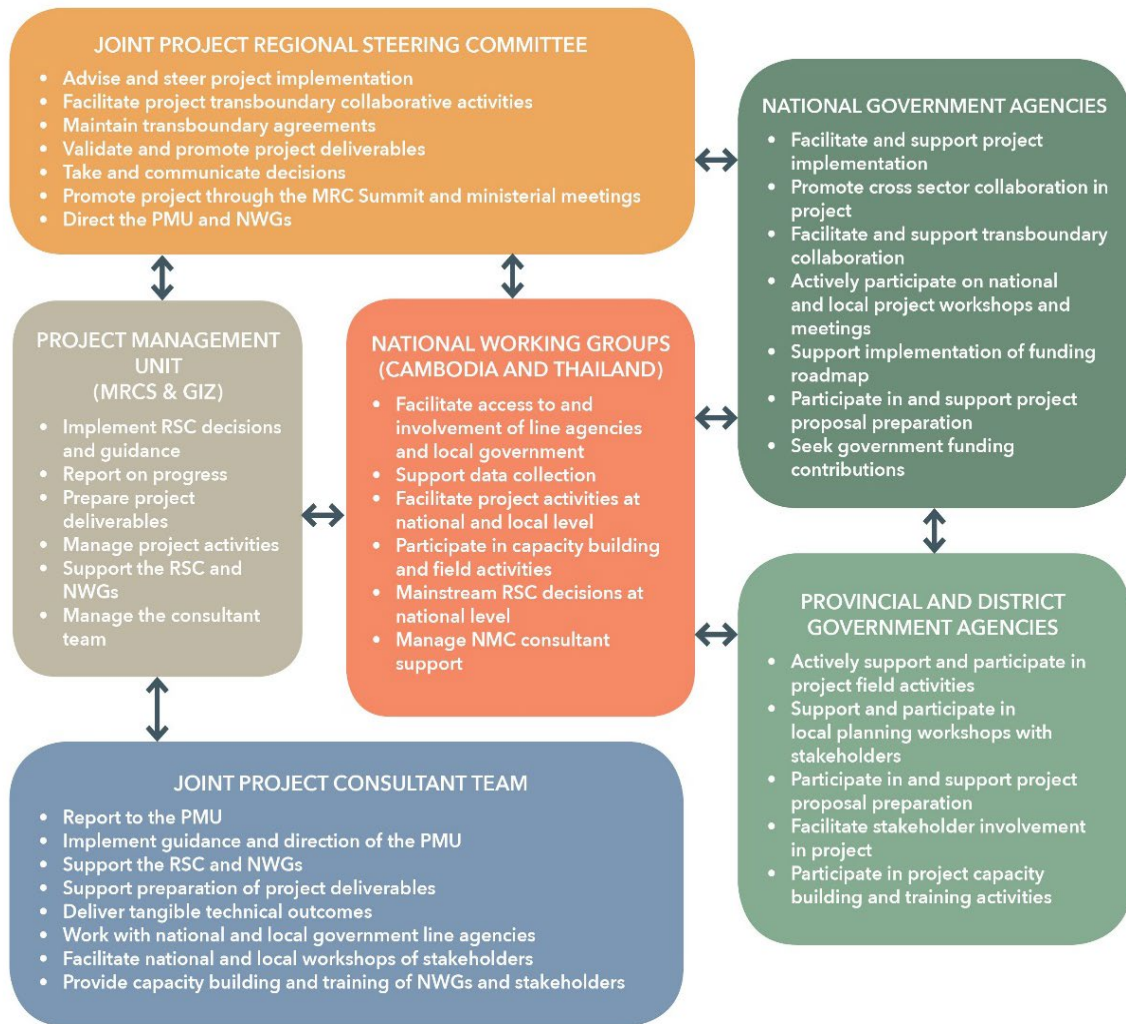 JOINT PROJECT REGIONAL STEERING COMMITTEE
• Advise and steer project implementation
• Facilitate project transboundary collaborative activities
• Maintain transboundary agreements
• Validate and promote project deliverables
• Take and communicate decisions
• Promote project through the MRC Summit and ministerial meetings
• Direct the PMU and NWGs
NATIONAL GOVERNMENT AGENCIES
• Facilitate and support project
implementation
• Promote cross sector collaboration in
project
• Facilitate and support transboundary
collaboration
• Actively participate on national
and local project workshops and
meetings
• Support implementation of funding
roadmap
• Participate in and support project
proposal preparation
• Seek government funding
contributions
PROJECT MANAGEMENT
UNIT
(MRCS & GIZ)
• Implement RSC decisions
and guidance
• Report on progress
• Prepare project
deliverables
• Manage project activities
• Support the RSC and
NWGs
• Manage the consultant
team
NATIONAL WORKING GROUPS
(CAMBODIA AND THAILAND)
• Facilitate access to and
involvement of line agencies
and local government
• Support data collection
• Facilitate project activities at
national and local level
• Participate in capacity building
and field activities
• Mainstream RSC decisions at
national level
• Manage NMC consultant
support
PROVINCIAL AND DISTRICT
GOVERNMENT AGENCIES
• Actively support and participate in
project field activities
• Support and participate in
local planning workshops with
stakeholders
• Participate in and support project
proposal preparation
• Facilitate stakeholder involvement
in project
• Participate in project capacity
building and training activities
JOINT PROJECT CONSULTANT TEAM
• Report to the PMU
• Implement guidance and direction of the PMU
• Support the RSC and NWGs
• Support preparation of project deliverables
• Deliver tangible technical outcomes
• Work with national and local government line agencies
• Facilitate national and local workshops of stakeholders
• Provide capacity building and training of NWGs and stakeholders